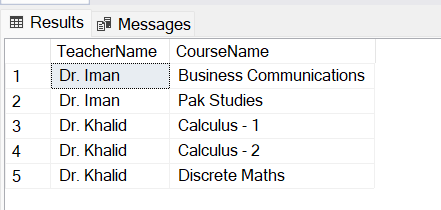 Results Messages
TeacherName CourseName
1 Dr. Iman Business Communications
2 Dr. Iman Pak Studies
3 Dr. Khalid Calculus - 1
4 Dr. Khalid Calculus - 2
5 Dr. Khalid Discrete Maths